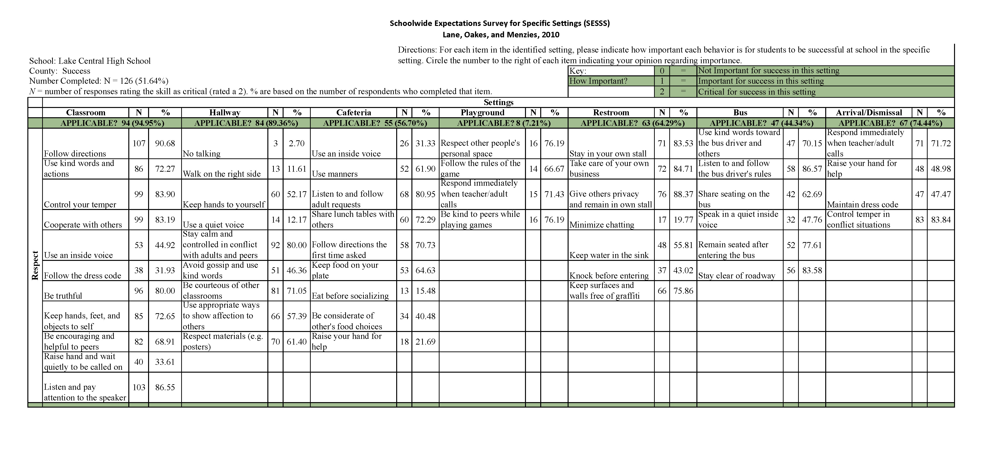 Schoolwide Expectations Survey for Specific Settings (SESSS)
Lane, Oakes, and Menzies, 2010
Directions: For each item in the identified setting, please indicate how important each behavior is for students to be successful at school in the specific
setting. Circle the number to the right of each item indicating your opinion regarding importance.
School: Lake Central High School
County: Success
Number Completed: N = 126 (51.64%)
N = number of responses rating the skill as critical (rated a 2). % are based on the number of respondents who completed that item.
Key: 0 = Not Important for success in this setting
How Important? 1 = Important for success in this setting
2 = Critical for success in this setting
Settings
Classroom N % Hallway N % Cafeteria N % Playground N % Restroom N % Bus N % Arrival/Dismissal N %
APPLICABLE? 94 (94.95%) APPLICABLE? 84 (89.36%) APPLICABLE? 55 (56.70%) APPLICABLE? 8 (7.21%) APPLICABLE? 63 (64.29%) APPLICABLE? 47 (44.34%) APPLICABLE? 67 (74.44%)
Respect
Follow directions 107 90.68 No talking 3 2.70 Use an inside voice 26 31.33 Respect other people's personal space 16 76.19 Stay in your own stall 71 83.53 Use kind words toward the bus driver and others 47 70.15 Respond immediately when teacher/adult calls 71 71.72
Use kind words and actions 86 72.27 Walk on the right side 13 11.61 Use manners 52 61.90 Follow the rules of the game 14 66.67 Take care of your own business 72 84.71 Listen to and follow the bus driver's rules 58 86.57 Raise your hand for help 48 48.98
Control your temper 99 83.90 Keep hands to yourself 60 52.17 Listen to and follow adult requests 68 80.95 Respond immediately when teacher/adult calls 15 71.43 Give others privacy and remain in own stall 76 88.37 Share seating on the bus 42 62.69 Maintain dress code 47 47.47
Cooperate with others 99 83.19 Use a quiet voice 14 12.17 Share lunch tables with others 60 72.29 Be kind to peers while playing games 16 76.19 Minimize chatting 17 19.77 Speak in a quiet inside voice 32 47.76 Control temper in conflict situations 83 83.84
Use an inside voice 53 44.92 Stay calm and controlled in conflict with adults and peers 92 80.00 Follow directions the first time asked 58 70.73 Keep water in the sink 48 55.81 Remain seated after entering the bus 52 77.61
Follow the dress code 38 31.93 Avoid gossip and use kind words 51 46.36 Keep food on your plate 53 64.63 Knock before entering 37 43.02 Stay clear of roadway 56 83.58
Be truthful 96 80.00 Be courteous of other classrooms 81 71.05 Eat before socializing 13 15.48 Keep surfaces and walls free of graffiti 66 75.86
Keep hands, feet, and objects to self 85 72.65 Use appropriate ways to show affection to others 66 57.39 Be considerate of other's food choices 34 40.48
Be encouraging and helpful to peers 82 68.91 Respect materials (e.g. posters) 70 61.40 Raise your hand for help 18 21.69
Raise hand and wait quietly to be called on 40 33.61
Listen and pay attention to the speaker 103 86.55